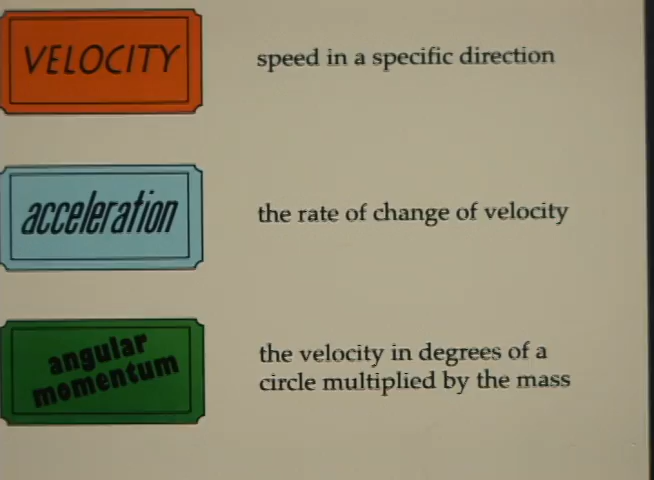 VELOCITY
speed in a specific direction
acceleration
the rate of change of velocity
angular
momentum
the velocity in degrees of a
circle multiplied by the mass